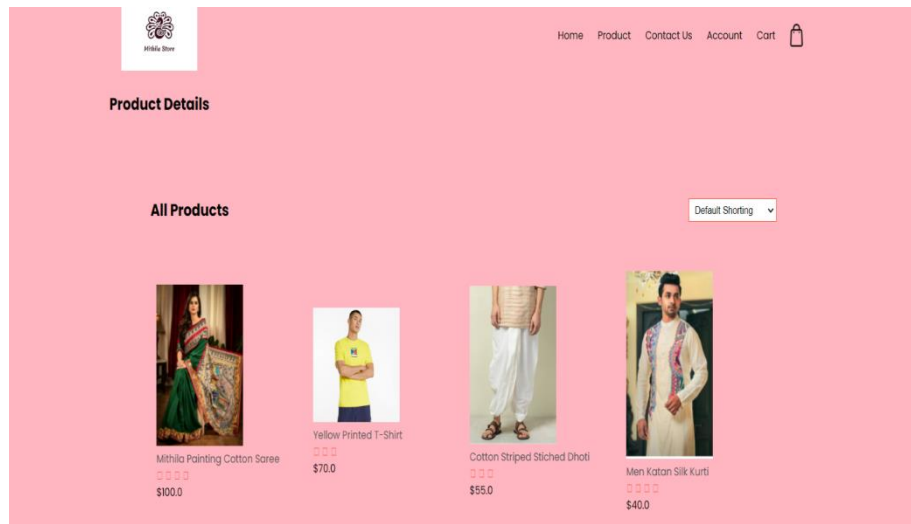 Mithila Store
Home Product Contact Us Account Cart
Product Details
All Products
Default Shorting
Mithila Painting Cotton Saree
$100.0
Yellow Printed T-Shirt
$70.0
Cotton Striped Stiched Dhoti
$55.0
Men Katan Silk Kurti
$40.0